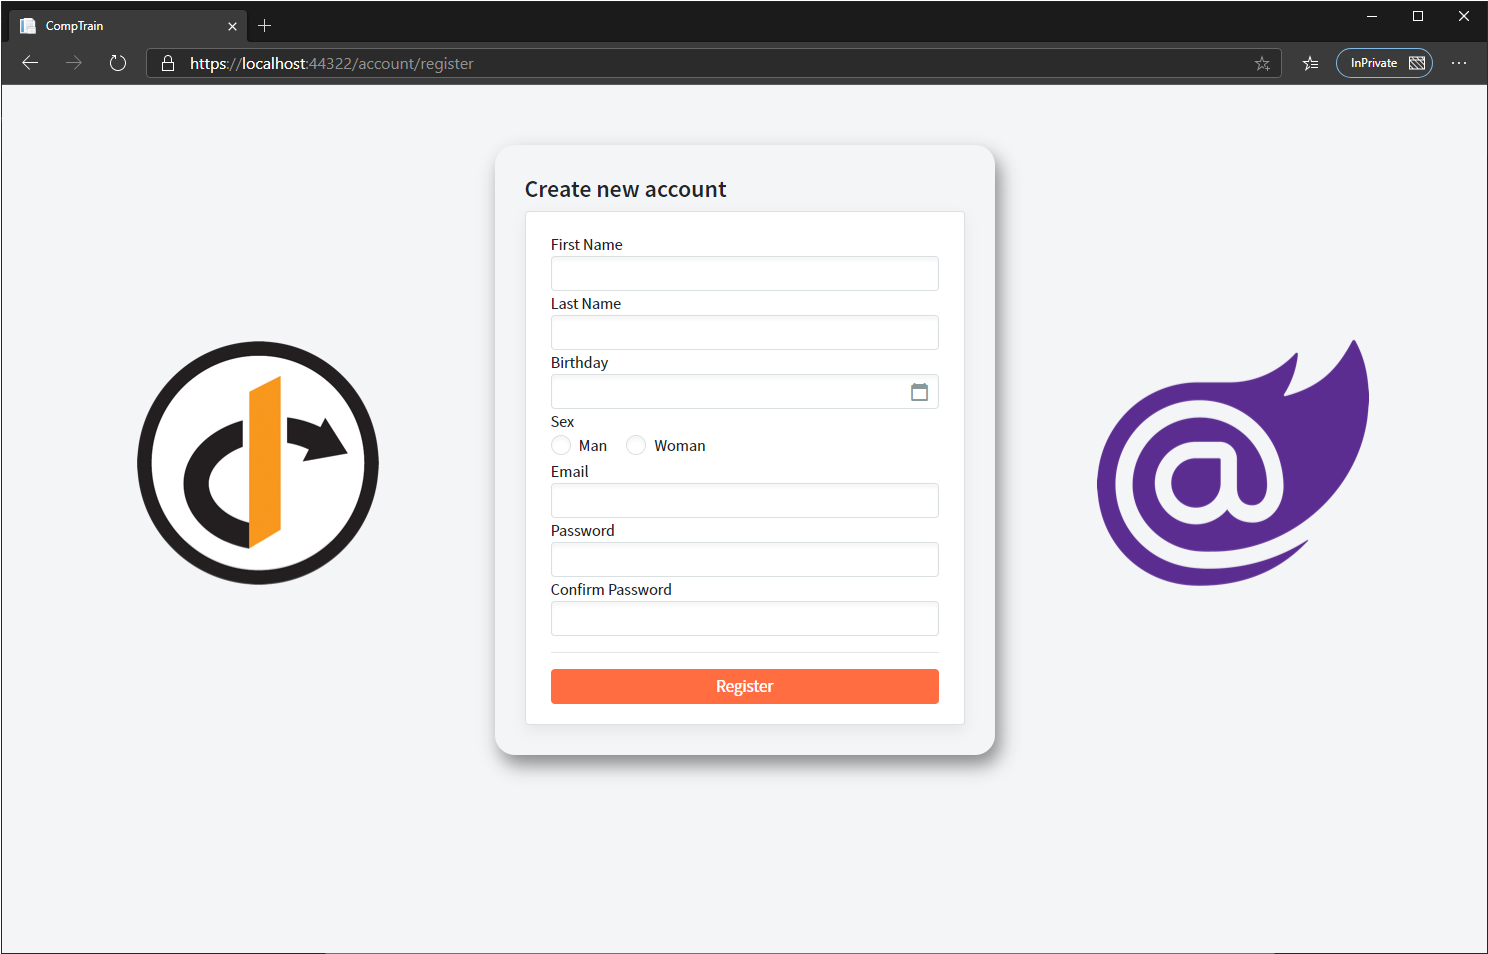 CompTrain
https://localhost:44322/account/register
InPrivate
Create new account
First Name
Last Name
Birthday
Sex
Man Woman
Email
Password
Confirm Password
Register